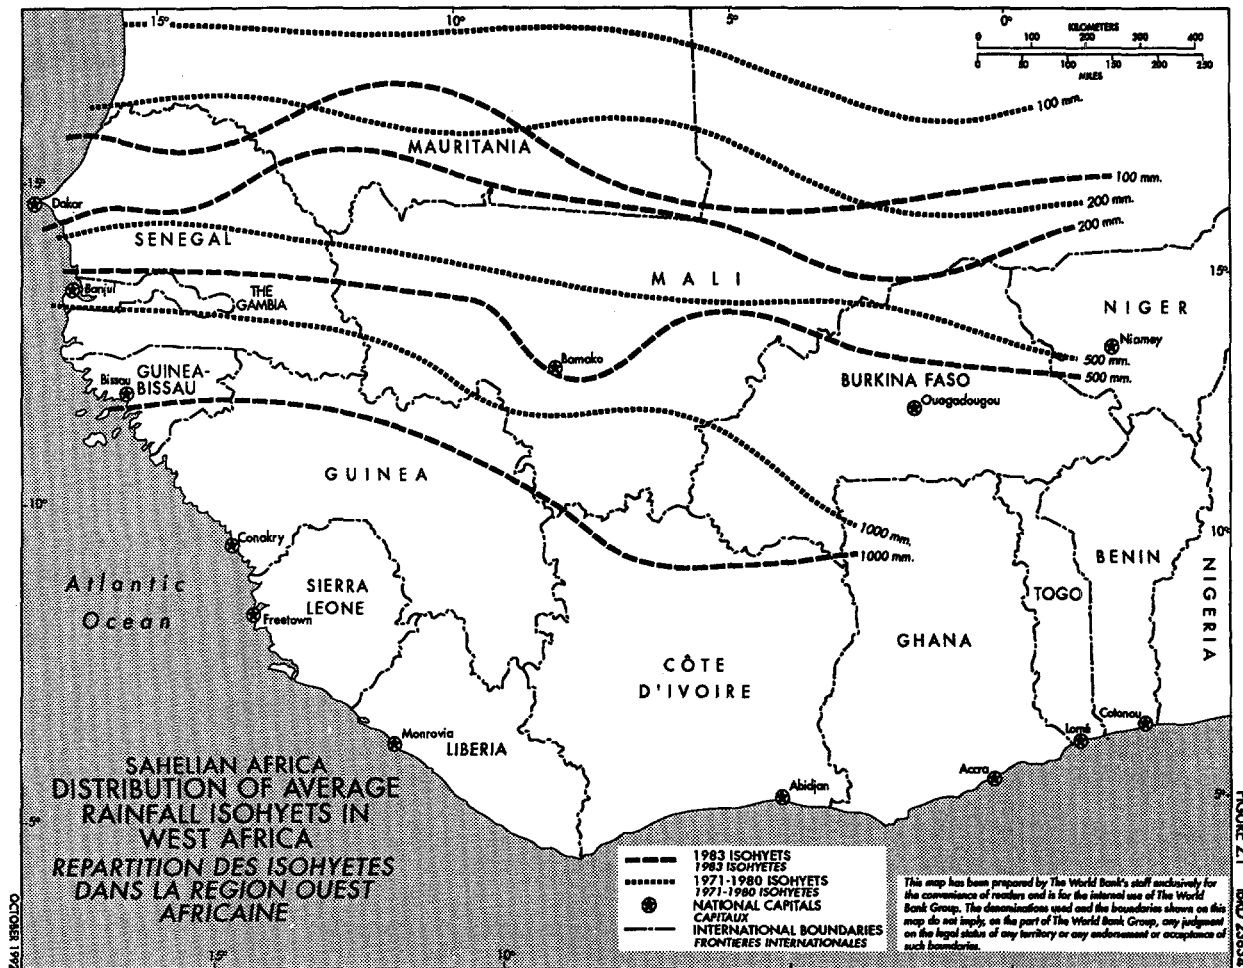 15°
10°
5°
0°
KILOMETERS
0 100 200 300 400
0 50 100 150 200 250
MILES
100 mm.
MAURITANIA
100 mm.
15°
200 mm.
Dakar
200 mm.
SENEGAL
MALI
15°
Banjul
THE
GAMBIA
NIGER
Niamey
500 mm.
Bamako
500 mm.
GUINEA-
BISSAU
Bissau
BURKINA FASO
Ouagadougou
GUINEA
10°
1000 mm.
10°
Conakry
1000 mm.
BENIN
NIGERIA
Atlantic
Ocean
SIERRA
LEONE
TOGO
Freetown
GHANA
CÔTE
D'IVOIRE
Cotonou
Lomé
Monrovia
LIBERIA
Accra
Abidjan
5°
5°
SAHELIAN AFRICA
DISTRIBUTION OF AVERAGE
RAINFALL ISOHYETS IN
WEST AFRICA
REPARTITION DES ISOHYETES
DANS LA REGION OUEST
AFRICAINE
1983 ISOHYETS
1983 ISOHYETES
1971-1980 ISOHYETS
1971-1980 ISOHYETES
NATIONAL CAPITALS
CAPITAUX
INTERNATIONAL BOUNDARIES
FRONTIERES INTERNATIONALES
This map has been prepared by The World Bank's staff exclusively for
the convenience of readers and is for the internal use of The World
Bank Group. The denominations used and the boundaries shown on this
map do not imply, on the part of The World Bank Group, any judgment
on the legal status of any territory or any endorsement or acceptance of
such boundaries.
15°
10°